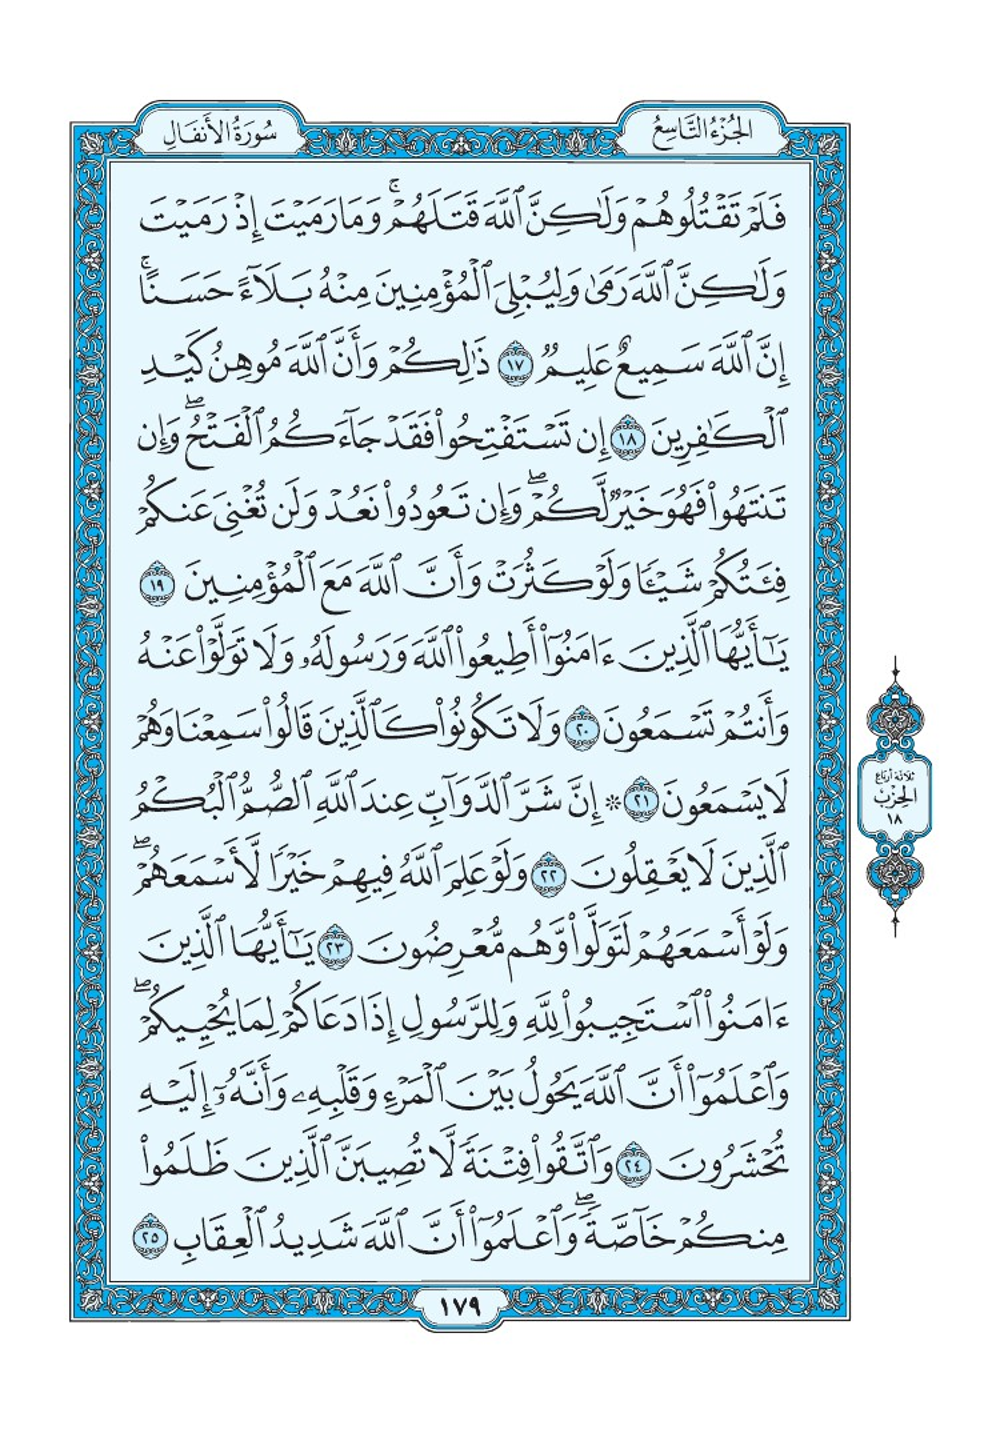 الجُزْءُ التَّاسِعُ
سُورَةُ الأَنفَالِ
فَلَمْ تَقْتُلُوهُمْ وَلَٰكِنَّ ٱللَّهَ قَتَلَهُمْۚ وَمَا رَمَيْتَ إِذْ رَمَيْتَ
وَلَٰكِنَّ ٱللَّهَ رَمَىٰ وَلِيُبْلِىَ ٱلْمُؤْمِنِينَ مِنْهُ بَلَآءً حَسَنًاۚ
إِنَّ ٱللَّهَ سَمِيعٌ عَلِيمٌ ١٧ ذَٰلِكُمْ وَأَنَّ ٱللَّهَ مُوهِنُ كَيْدِ
ٱلْكَٰفِرِينَ ١٨ إِن تَسْتَفْتِحُوا۟ فَقَدْ جَآءَكُمُ ٱلْفَتْحُۖ وَإِن
تَنتَهُوا۟ فَهُوَ خَيْرٌ لَّكُمْۖ وَإِن تَعُودُوا۟ نَعُدْ وَلَن تُغْنِىَ عَنكُمْ
فِئَتُكُمْ شَيْـًٔا وَلَوْ كَثُرَتْ وَأَنَّ ٱللَّهَ مَعَ ٱلْمُؤْمِنِينَ ١٩
يَٰٓأَيُّهَا ٱلَّذِينَ ءَامَنُوٓا۟ أَطِيعُوا۟ ٱللَّهَ وَرَسُولَهُۥ وَلَا تَوَلَّوْا۟ عَنْهُ
وَأَنتُمْ تَسْمَعُونَ ٢٠ وَلَا تَكُونُوا۟ كَٱلَّذِينَ قَالُوا۟ سَمِعْنَا وَهُمْ
لَا يَسْمَعُونَ ٢١ ۞ إِنَّ شَرَّ ٱلدَّوَآبِّ عِندَ ٱللَّهِ ٱلصُّمُّ ٱلْبُكْمُ
ٱلَّذِينَ لَا يَعْقِلُونَ ٢٢ وَلَوْ عَلِمَ ٱللَّهُ فِيهِمْ خَيْرًا لَّأَسْمَعَهُمْۖ
وَلَوْ أَسْمَعَهُمْ لَتَوَلَّوا۟ وَّهُم مُّعْرِضُونَ ٢٣ يَٰٓأَيُّهَا ٱلَّذِينَ
ءَامَنُوا۟ ٱسْتَجِيبُوا۟ لِلَّهِ وَلِلرَّسُولِ إِذَا دَعَاكُمْ لِمَا يُحْيِيكُمْۖ
وَٱعْلَمُوٓا۟ أَنَّ ٱللَّهَ يَحُولُ بَيْنَ ٱلْمَرْءِ وَقَلْبِهِۦ وَأَنَّهُۥٓ إِلَيْهِ
تُحْشَرُونَ ٢٤ وَٱتَّقُوا۟ فِتْنَةً لَّا تُصِيبَنَّ ٱلَّذِينَ ظَلَمُوا۟
مِنكُمْ خَآصَّةًۖ وَٱعْلَمُوٓا۟ أَنَّ ٱللَّهَ شَدِيدُ ٱلْعِقَابِ ٢٥
ثَلَاثَةُ أَرْبَاع
الحِزْبُ
١٨
١٧٩